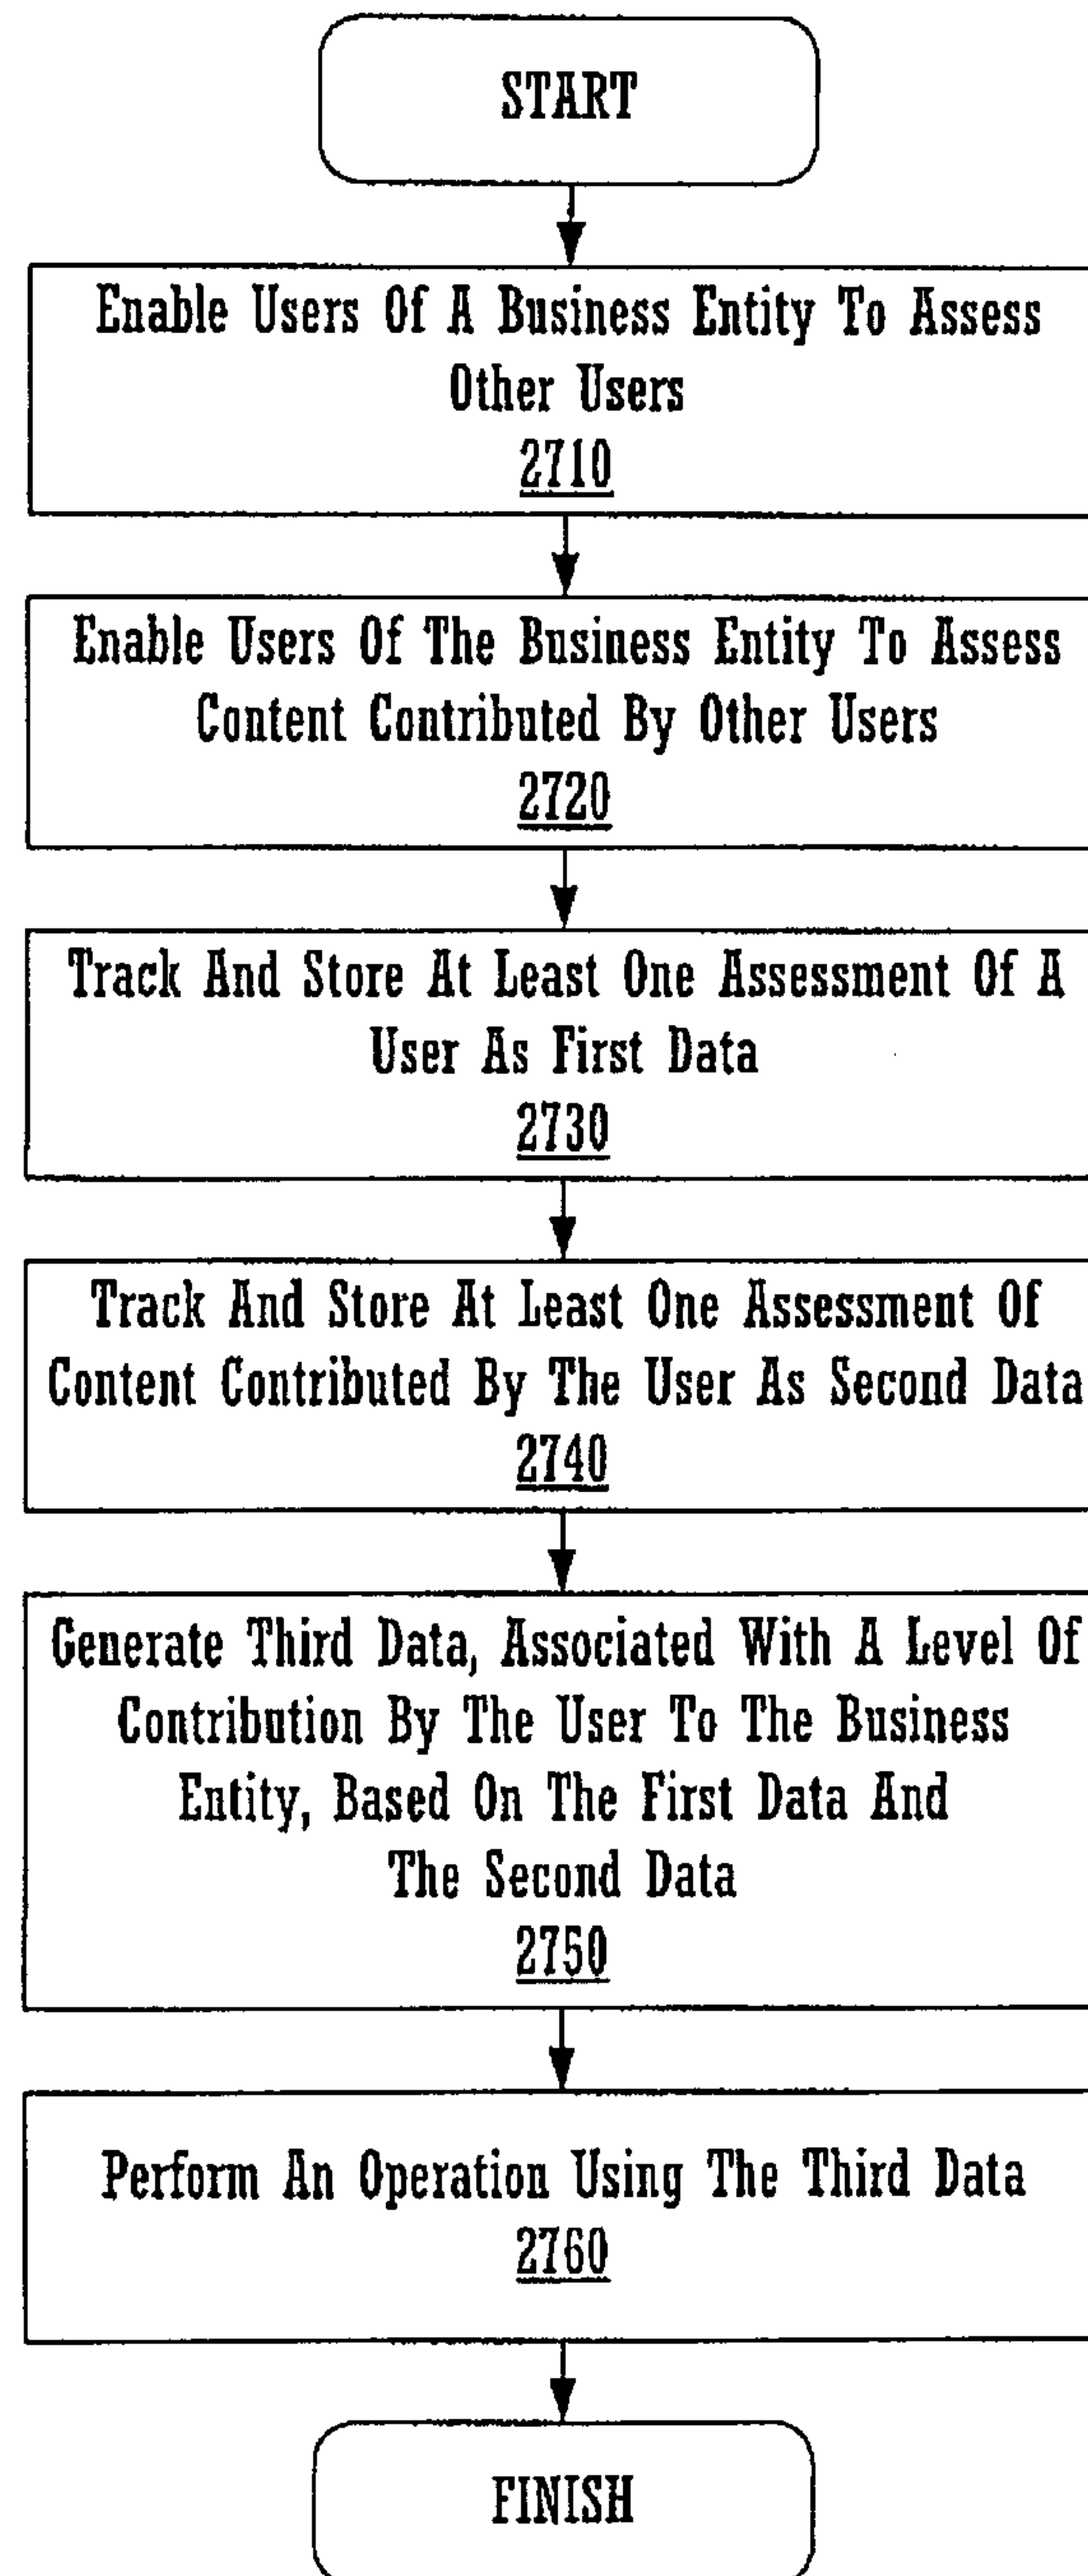 START
Enable Users Of A Business Entity To Assess
Other Users
2710
Enable Users Of The Business Entity To Assess
Content Contributed By Other Users
2720
Track And Store At Least One Assessment Of A
User As First Data
2730
Track And Store At Least One Assessment Of
Content Contributed By The User As Second Data
2740
Generate Third Data, Associated With A Level Of
Contribution By The User To The Business
Entity, Based On The First Data And
The Second Data
2750
Perform An Operation Using The Third Data
2760
FINISH